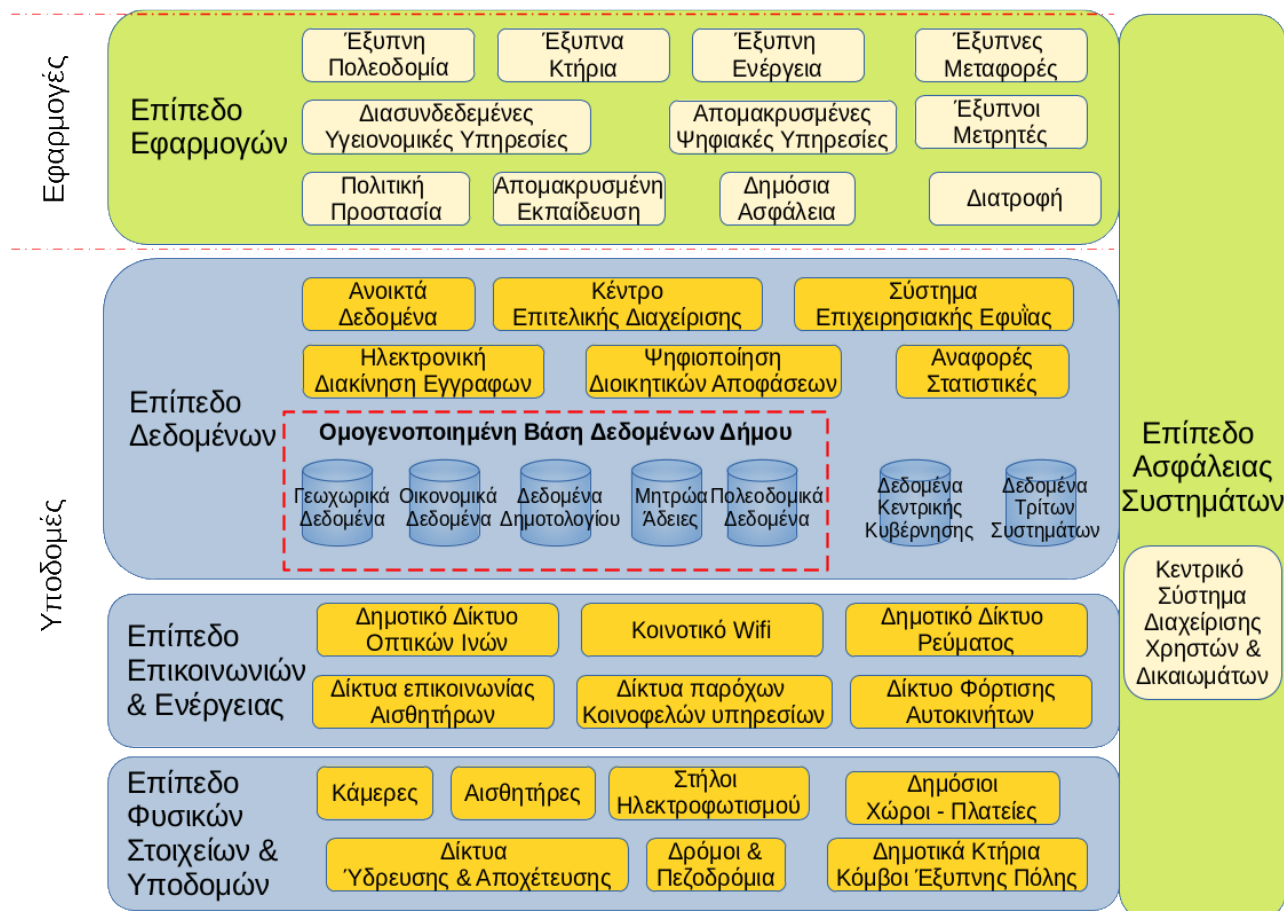 Εφαρμογές
Επίπεδο
Εφαρμογών
Έξυπνη
Πολεοδομία
Έξυπνα
Κτήρια
Έξυπνη
Ενέργεια
Έξυπνες
Μεταφορές
Διασυνδεδεμένες
Υγειονομικές Υπηρεσίες
Απομακρυσμένες
Ψηφιακές Υπηρεσίες
Έξυπνοι
Μετρητές
Πολιτική
Προστασία
Απομακρυσμένη
Εκπαίδευση
Δημόσια
Ασφάλεια
Διατροφή
Υποδομές
Επίπεδο
Δεδομένων
Ανοικτά
Δεδομένα
Κέντρο
Επιτελικής Διαχείρισης
Σύστημα
Επιχειρησιακής Εφυΐας
Ηλεκτρονική
Διακίνηση Εγγραφων
Ψηφιοποίηση
Διοικητικών Αποφάσεων
Αναφορές
Στατιστικές
Ομογενοποιημένη Βάση Δεδομένων Δήμου
Γεωχωρικά
Δεδομένα
Οικονομικά
Δεδομένα
Δεδομένα
Δημοτολογίου
Μητρώα
Άδειες
Πολεοδομικά
Δεδομένα
Δεδομένα
Κεντρικής
Κυβέρνησης
Δεδομένα
Τρίτων
Συστημάτων
Επίπεδο
Επικοινωνιών
& Ενέργειας
Δημοτικό Δίκτυο
Οπτικών Ινών
Κοινοτικό Wifi
Δημοτικό Δίκτυο
Ρεύματος
Δίκτυα επικοινωνίας
Αισθητήρων
Δίκτυα παρόχων
Κοινοφελών υπηρεσίων
Δίκτυο Φόρτισης
Αυτοκινήτων
Επίπεδο
Φυσικών
Στοιχείων &
Υποδομών
Κάμερες
Αισθητήρες
Στήλοι
Ηλεκτροφωτισμού
Δημόσιοι
Χώροι - Πλατείες
Δίκτυα
Ύδρευσης & Αποχέτευσης
Δρόμοι &
Πεζοδρόμια
Δημοτικά Κτήρια
Κόμβοι Έξυπνης Πόλης
Επίπεδο
Ασφάλειας
Συστημάτων
Κεντρικό
Σύστημα
Διαχείρισης
Χρηστών &
Δικαιωμάτων